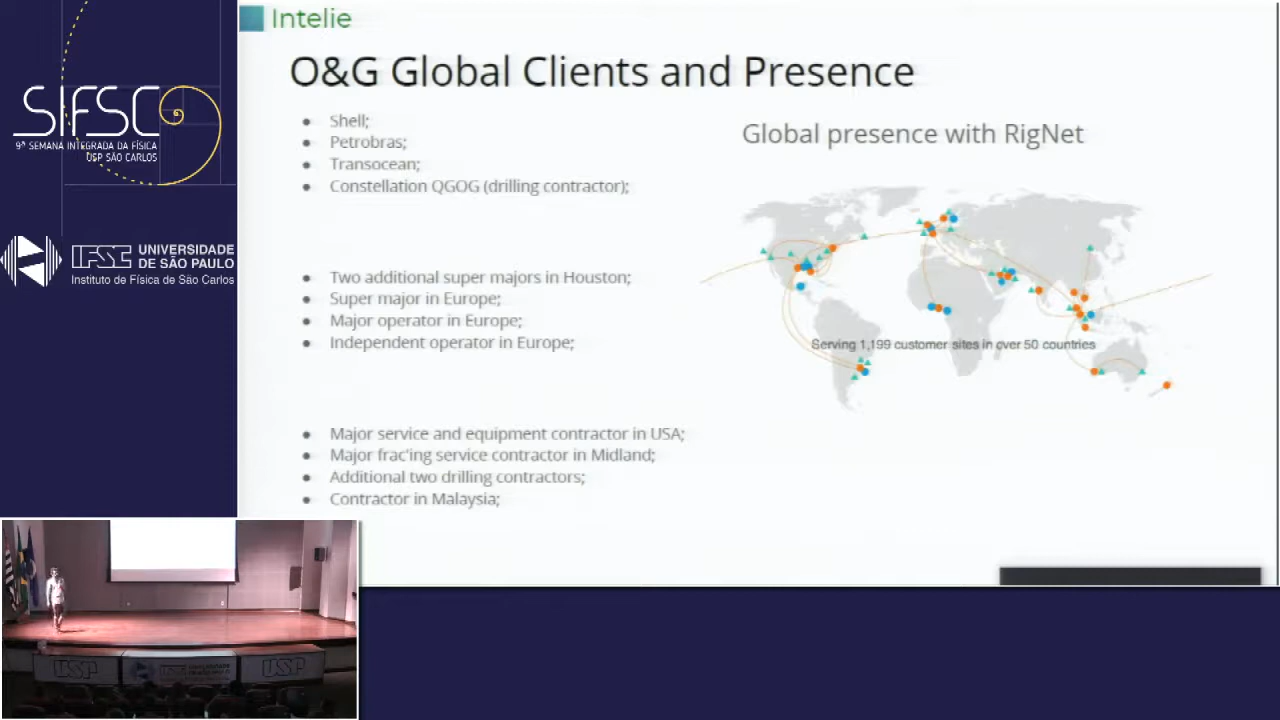 SIFSC
9ª SEMANA INTEGRADA DA FÍSICA
USP SÃO CARLOS
IFSC
UNIVERSIDADE
DE SÃO PAULO
Instituto de Física de São Carlos
Intelie
O&G Global Clients and Presence
Shell;
Petrobras;
Transocean;
Constellation QGOG (drilling contractor);
Two additional super majors in Houston;
Super major in Europe;
Major operator in Europe;
Independent operator in Europe;
Major service and equipment contractor in USA;
Major frac'ing service contractor in Midland;
Additional two drilling contractors;
Contractor in Malaysia;
Global presence with RigNet
Serving 1,199 customer sites in over 50 countries
USP
USP